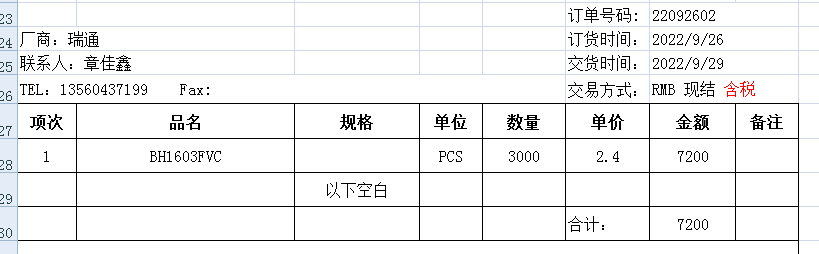 23 订单号码: 22092602
24 厂商：瑞通 订货时间： 2022/9/26
25 联系人：章佳鑫 交货时间： 2022/9/29
26 TEL：13560437199 Fax: 交易方式： RMB 现结 含税
27 项次 品名 规格 单位 数量 单价 金额 备注
28 1 BH1603FVC PCS 3000 2.4 7200
29 以下空白
30 合计： 7200